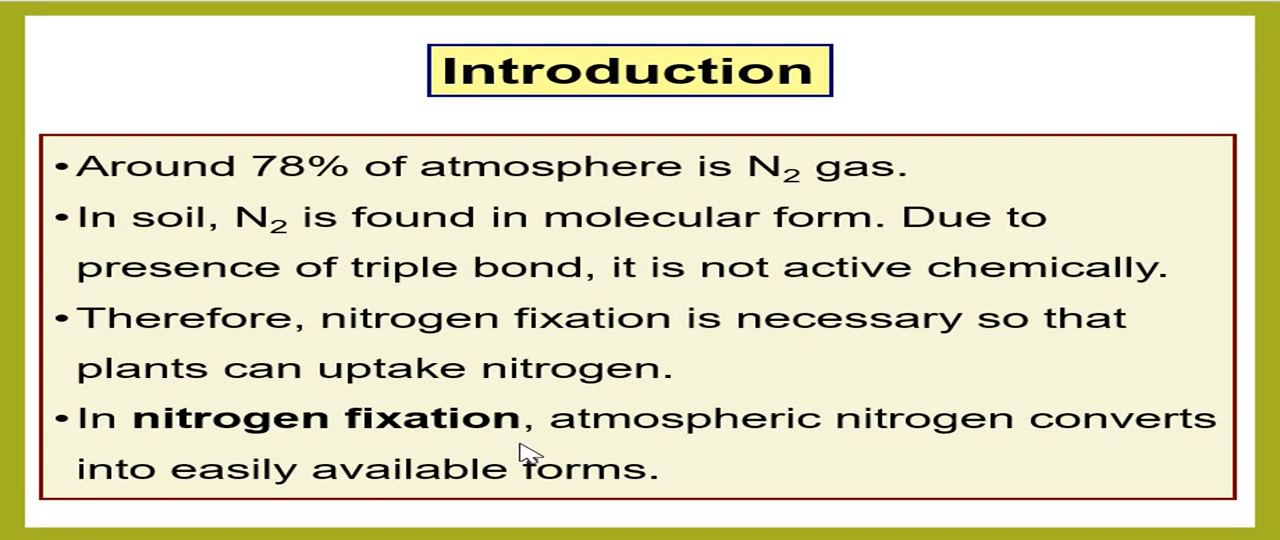 Introduction
• Around 78% of atmosphere is N₂ gas.
• In soil, N₂ is found in molecular form. Due to
presence of triple bond, it is not active chemically.
• Therefore, nitrogen fixation is necessary so that
plants can uptake nitrogen.
• In nitrogen fixation, atmospheric nitrogen converts
into easily available forms.